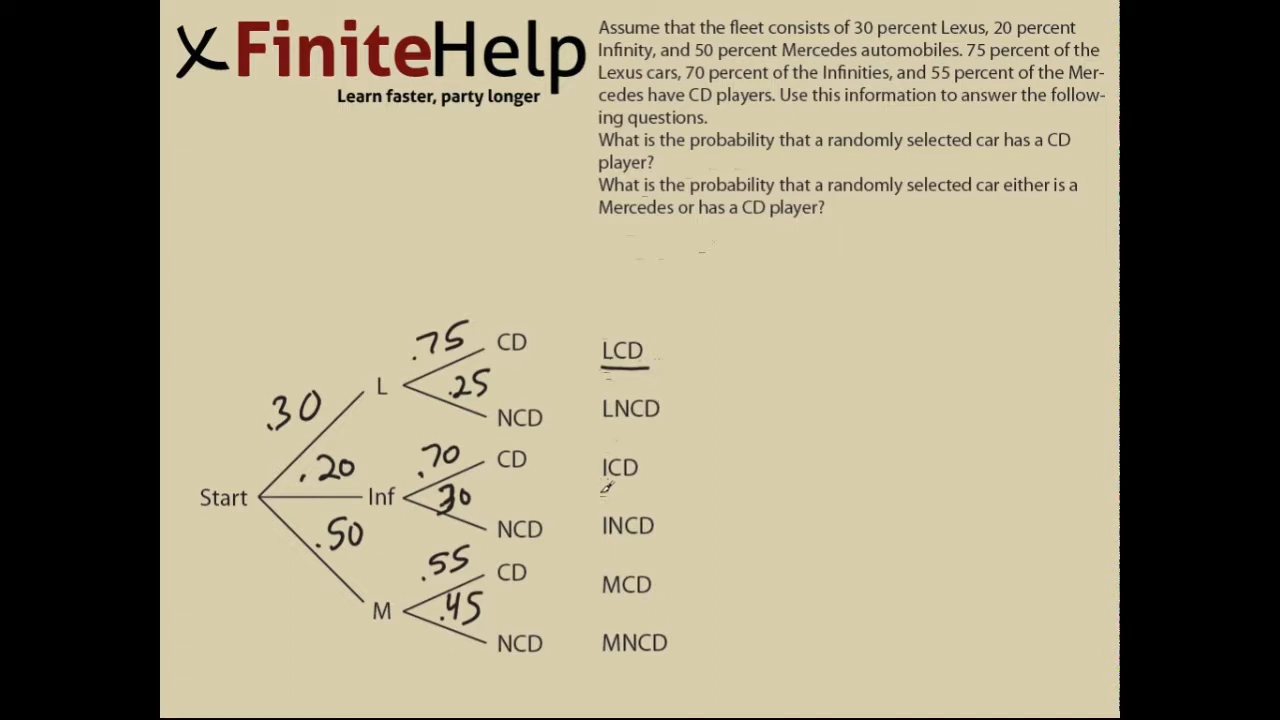 xFiniteHelp
Learn faster, party longer
Assume that the fleet consists of 30 percent Lexus, 20 percent
Infinity, and 50 percent Mercedes automobiles. 75 percent of the
Lexus cars, 70 percent of the Infinities, and 55 percent of the Mer-
cedes have CD players. Use this information to answer the follow-
ing questions.
What is the probability that a randomly selected car has a CD
player?
What is the probability that a randomly selected car either is a
Mercedes or has a CD player?
.75
CD
LCD
L
.25
.30
NCD
LNCD
.70
CD
ICD
.20
Start
Inf
30
NCD
INCD
.50
.55
CD
MCD
M
.45
NCD
MNCD